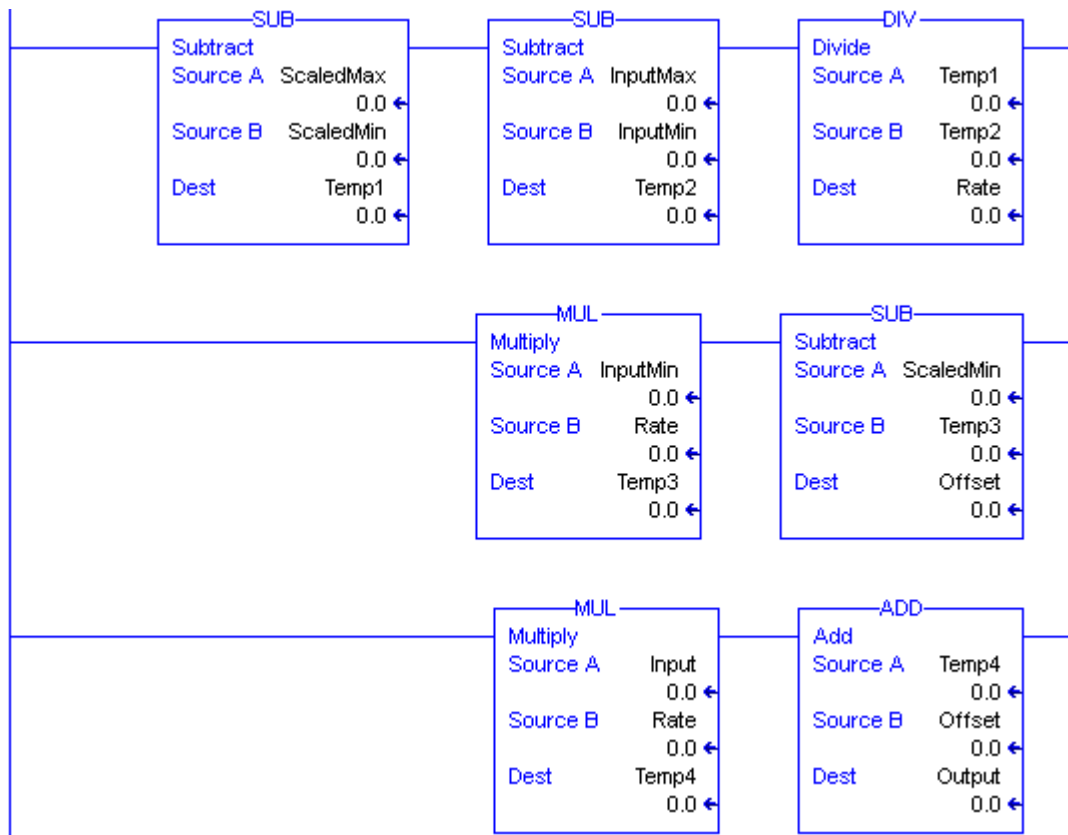 SUB
Subtract
Source A ScaledMax
0.0
Source B ScaledMin
0.0
Dest Temp1
0.0
SUB
Subtract
Source A InputMax
0.0
Source B InputMin
0.0
Dest Temp2
0.0
DIV
Divide
Source A Temp1
0.0
Source B Temp2
0.0
Dest Rate
0.0
MUL
Multiply
Source A InputMin
0.0
Source B Rate
0.0
Dest Temp3
0.0
SUB
Subtract
Source A ScaledMin
0.0
Source B Temp3
0.0
Dest Offset
0.0
MUL
Multiply
Source A Input
0.0
Source B Rate
0.0
Dest Temp4
0.0
ADD
Add
Source A Temp4
0.0
Source B Offset
0.0
Dest Output
0.0